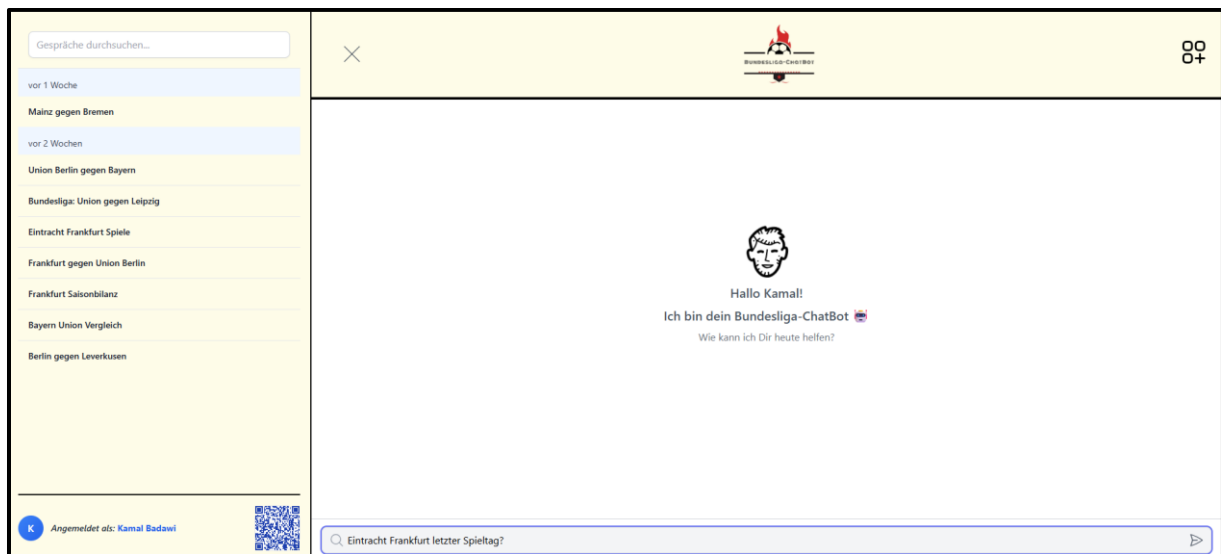 Gespräche durchsuchen...
vor 1 Woche
Mainz gegen Bremen
vor 2 Wochen
Union Berlin gegen Bayern
Bundesliga: Union gegen Leipzig
Eintracht Frankfurt Spiele
Frankfurt gegen Union Berlin
Frankfurt Saisonbilanz
Bayern Union Vergleich
Berlin gegen Leverkusen
K
Angemeldet als: Kamal Badawi
Bundesliga-ChatBot
Hallo Kamal!
Ich bin dein Bundesliga-ChatBot
Wie kann ich Dir heute helfen?
Eintracht Frankfurt letzter Spieltag?